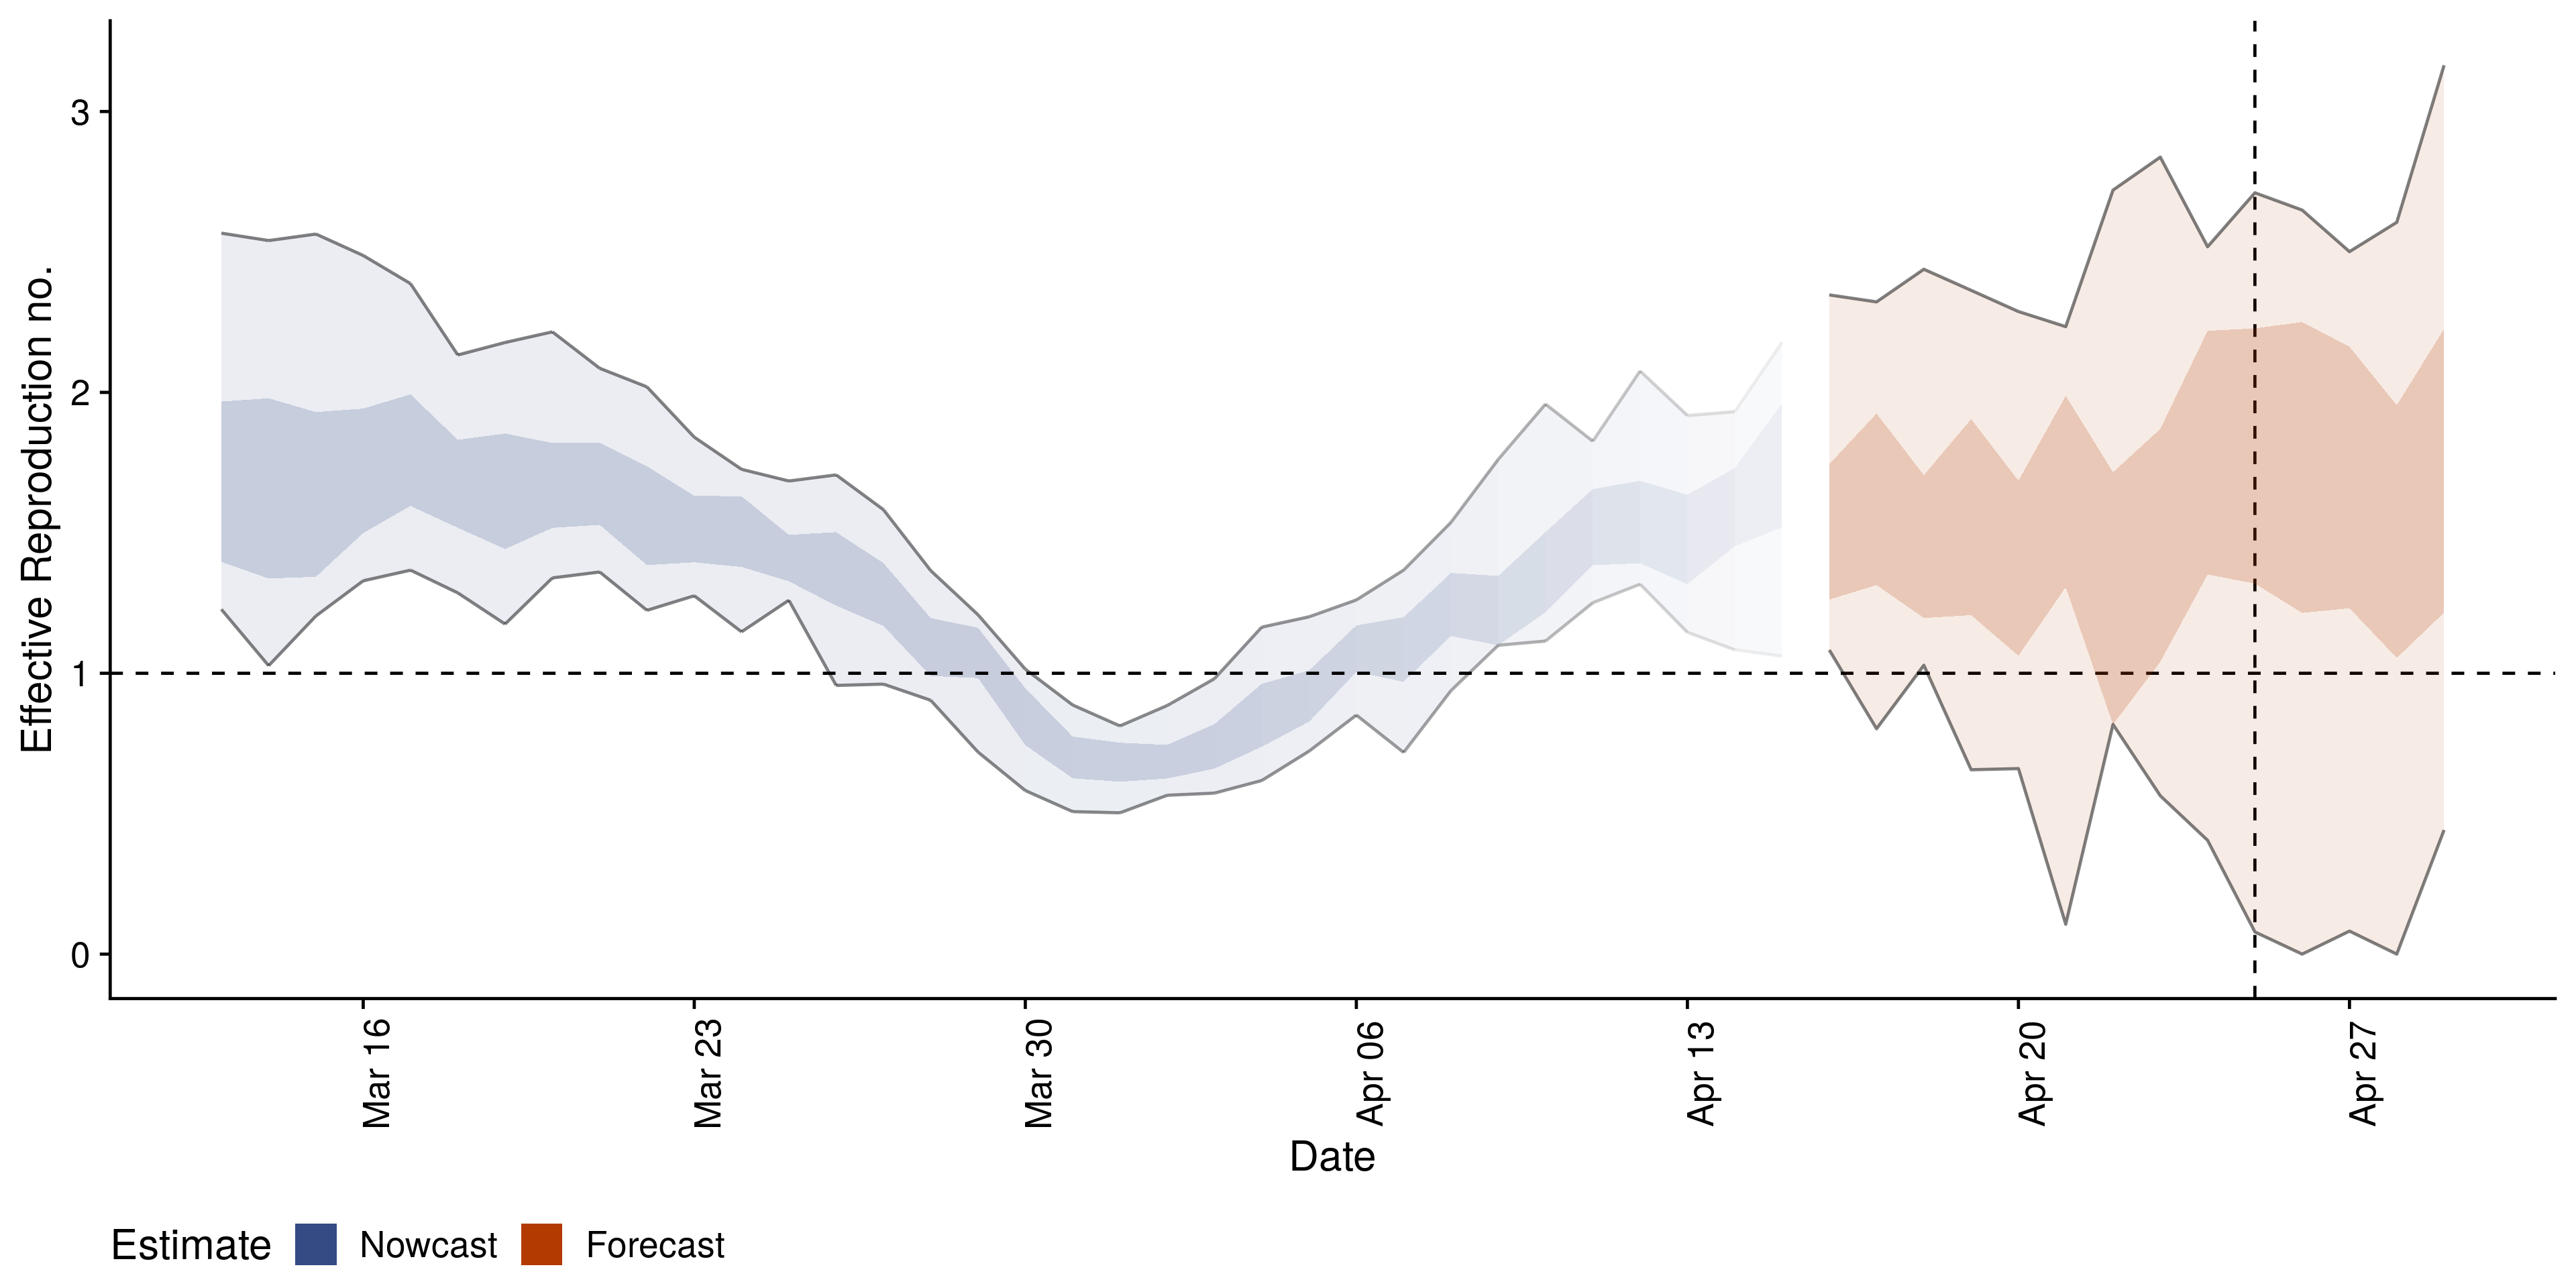 Effective Reproduction no.
3
2
1
0
Mar 16
Mar 23
Mar 30
Apr 06
Apr 13
Apr 20
Apr 27
Date
Estimate Nowcast Forecast